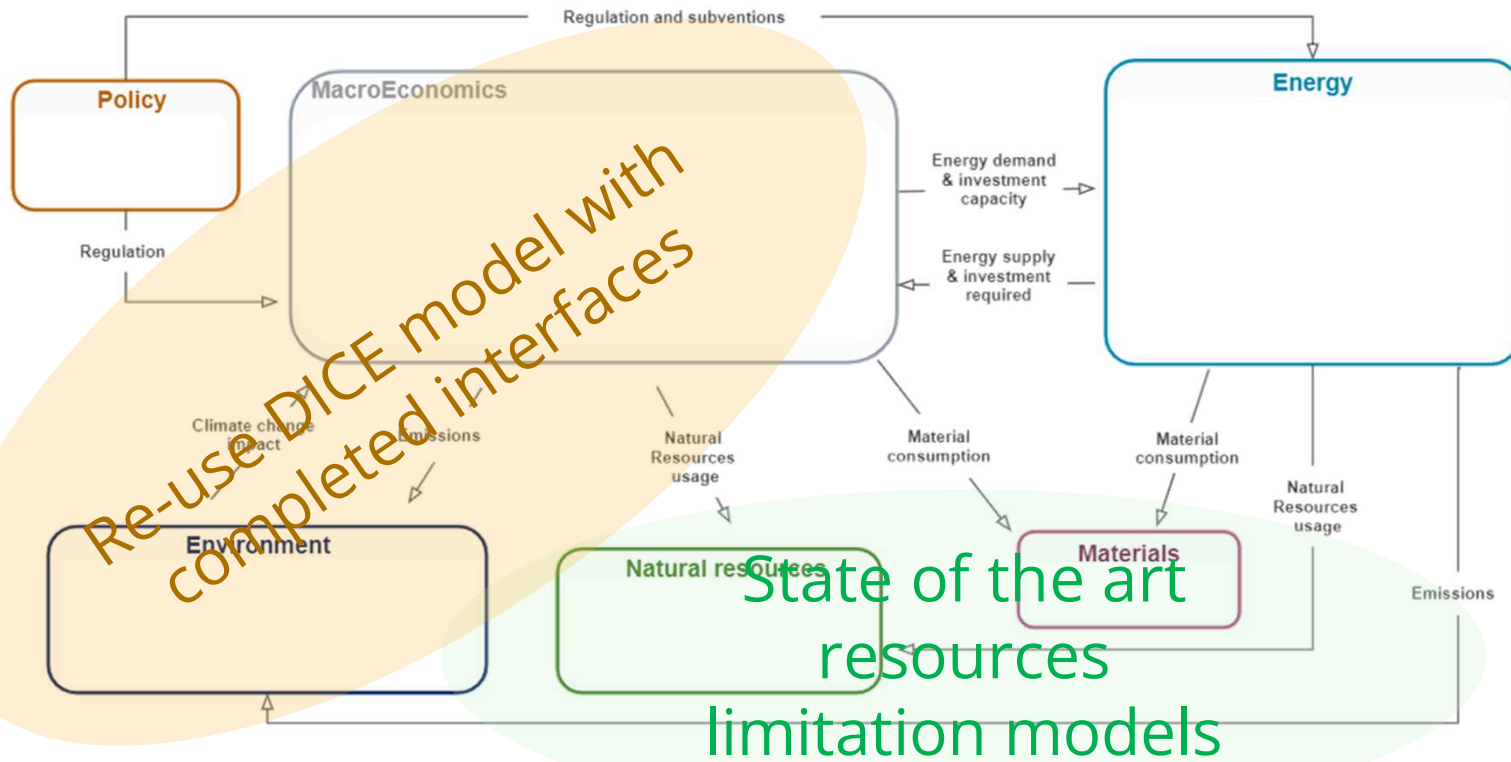 Regulation and subventions
Policy
MacroEconomics
Energy
Energy demand
& investment
capacity
Regulation
Energy supply
& investment
required
Re-use DICE model with
completed interfaces
Climate change
impact
Emissions
Natural
Resources
usage
Material
consumption
Material
consumption
Natural
Resources
usage
Environment
Natural resources
Materials
State of the art
resources
limitation models
Emissions